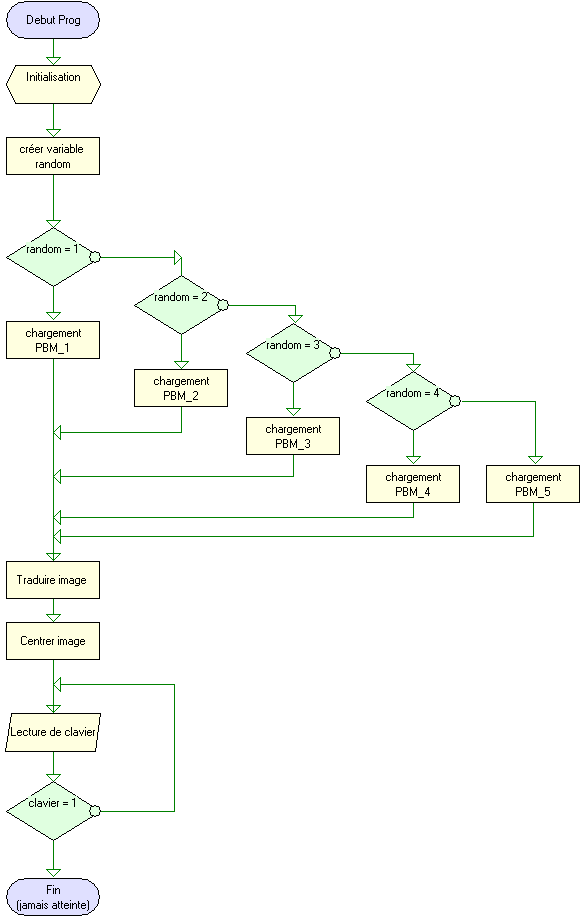 Debut Prog
Initialisation
créer variable
random
random = 1
random = 2
random = 3
random = 4
chargement
PBM_1
chargement
PBM_2
chargement
PBM_3
chargement
PBM_4
chargement
PBM_5
Traduire image
Centrer image
Lecture de clavier
clavier = 1
Fin
(jamais atteinte)